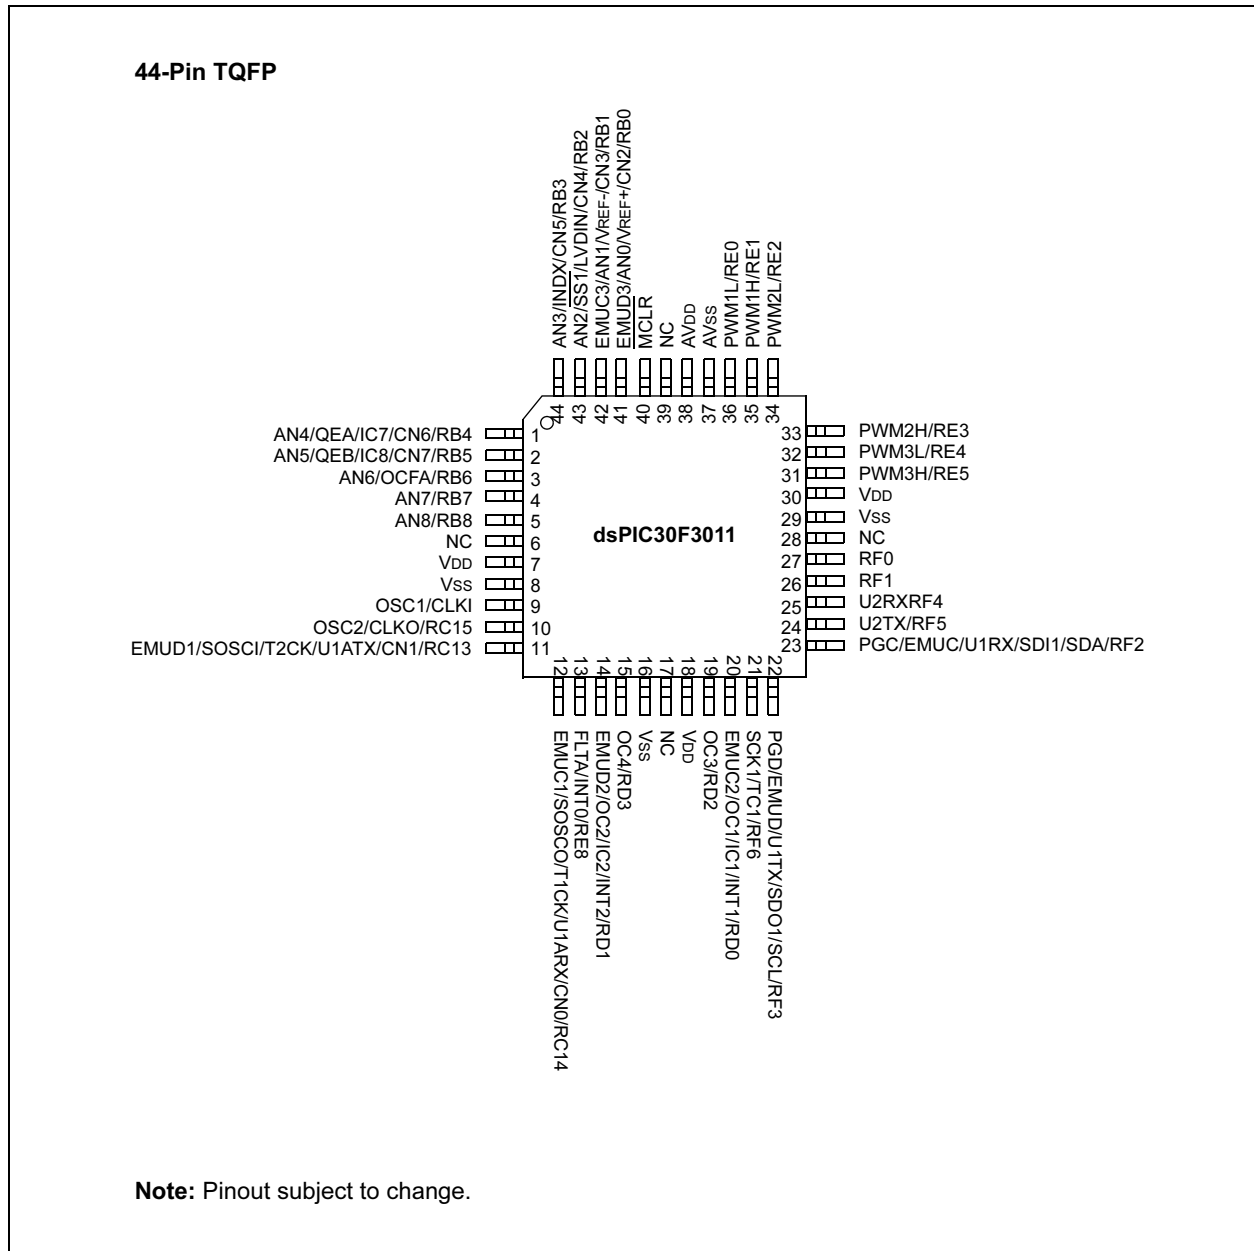 44-Pin TQFP
AN3/INDX/CN5/RB3
AN2/SS1/LVDIN/CN4/RB2
EMUC3/AN1/VREF-/CN3/RB1
EMUD3/AN0/VREF+/CN2/RB0
MCLR
NC
AVDD
AVSS
PWM1L/RE0
PWM1H/RE1
PWM2L/RE2
44
43
42
41
40
39
38
37
36
35
34
AN4/QEA/IC7/CN6/RB4 1
AN5/QEB/IC8/CN7/RB5 2
AN6/OCFA/RB6 3
AN7/RB7 4
AN8/RB8 5
NC 6
VDD 7
VSS 8
OSC1/CLKI 9
OSC2/CLKO/RC15 10
EMUD1/SOSCI/T2CK/U1ATX/CN1/RC13 11
dsPIC30F3011
33 PWM2H/RE3
32 PWM3L/RE4
31 PWM3H/RE5
30 VDD
29 VSS
28 NC
27 RF0
26 RF1
25 U2RXRF4
24 U2TX/RF5
23 PGC/EMUC/U1RX/SDI1/SDA/RF2
12
13
14
15
16
17
18
19
20
21
22
EMUC1/SOSCO/T1CK/U1ARX/CN0/RC14
FLTA/INT0/RE8
EMUD2/OC2/IC2/INT2/RD1
OC4/RD3
VSS
NC
VDD
OC3/RD2
EMUC2/OC1/IC1/INT1/RD0
SCK1/TC1/RF6
PGD/EMUD/U1TX/SDO1/SCL/RF3
Note: Pinout subject to change.